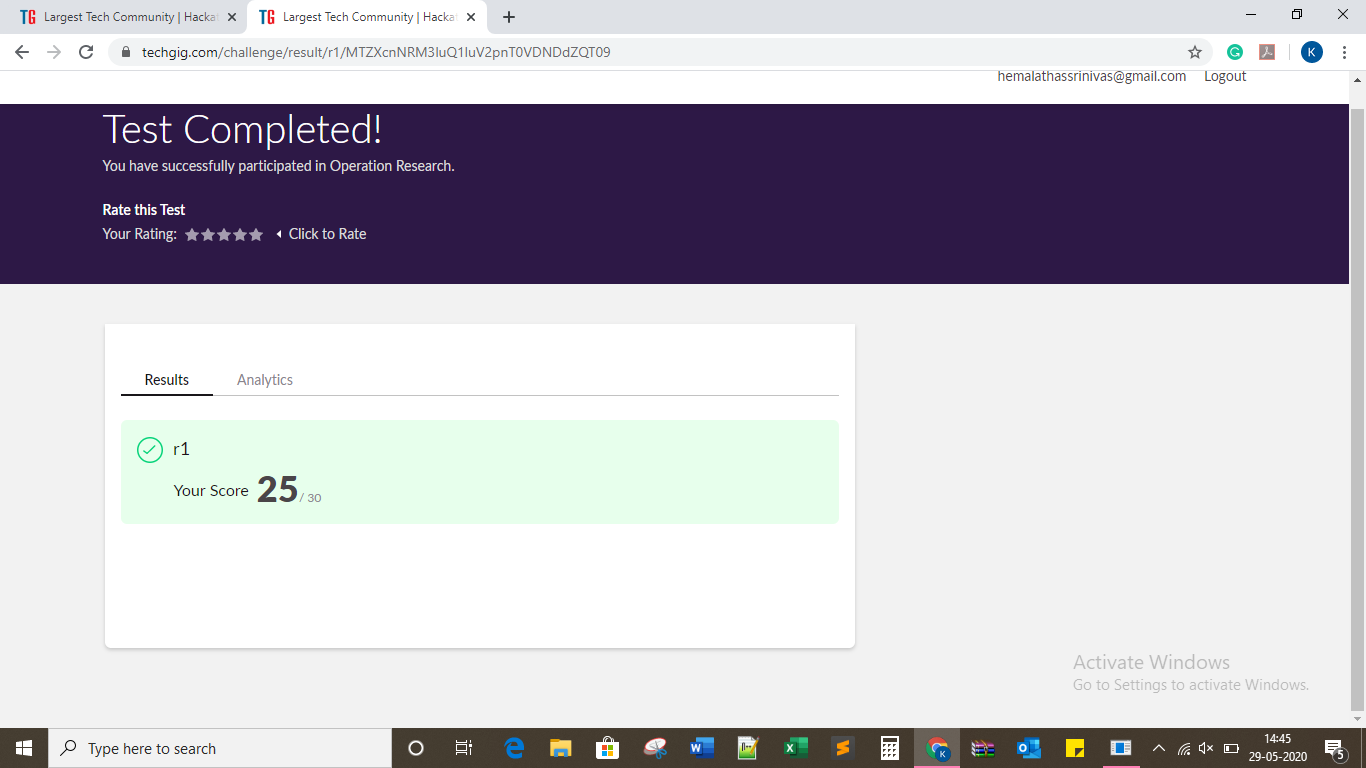 TG Largest Tech Community | Hacka
TG Largest Tech Community | Hacka
techgig.com/challenge/result/r1/MTZXcnNRM3luQ1luV2pnT0VDNDdZQT09
K
hemalathassrinivas@gmail.com Logout
Test Completed!
You have successfully participated in Operation Research.
Rate this Test
Your Rating: Click to Rate
Results Analytics
r1
Your Score 25 / 30
Activate Windows
Go to Settings to activate Windows.
Type here to search
14:45
29-05-2020
5